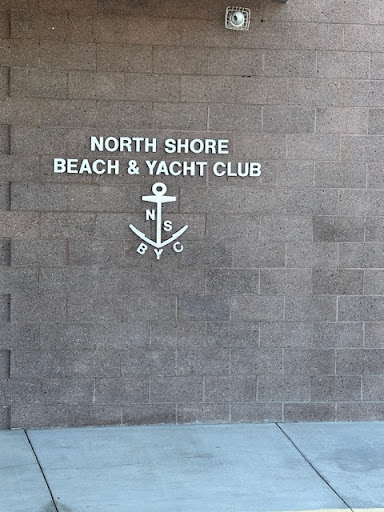 NORTH SHORE
BEACH & YACHT CLUB
N S
B Y C